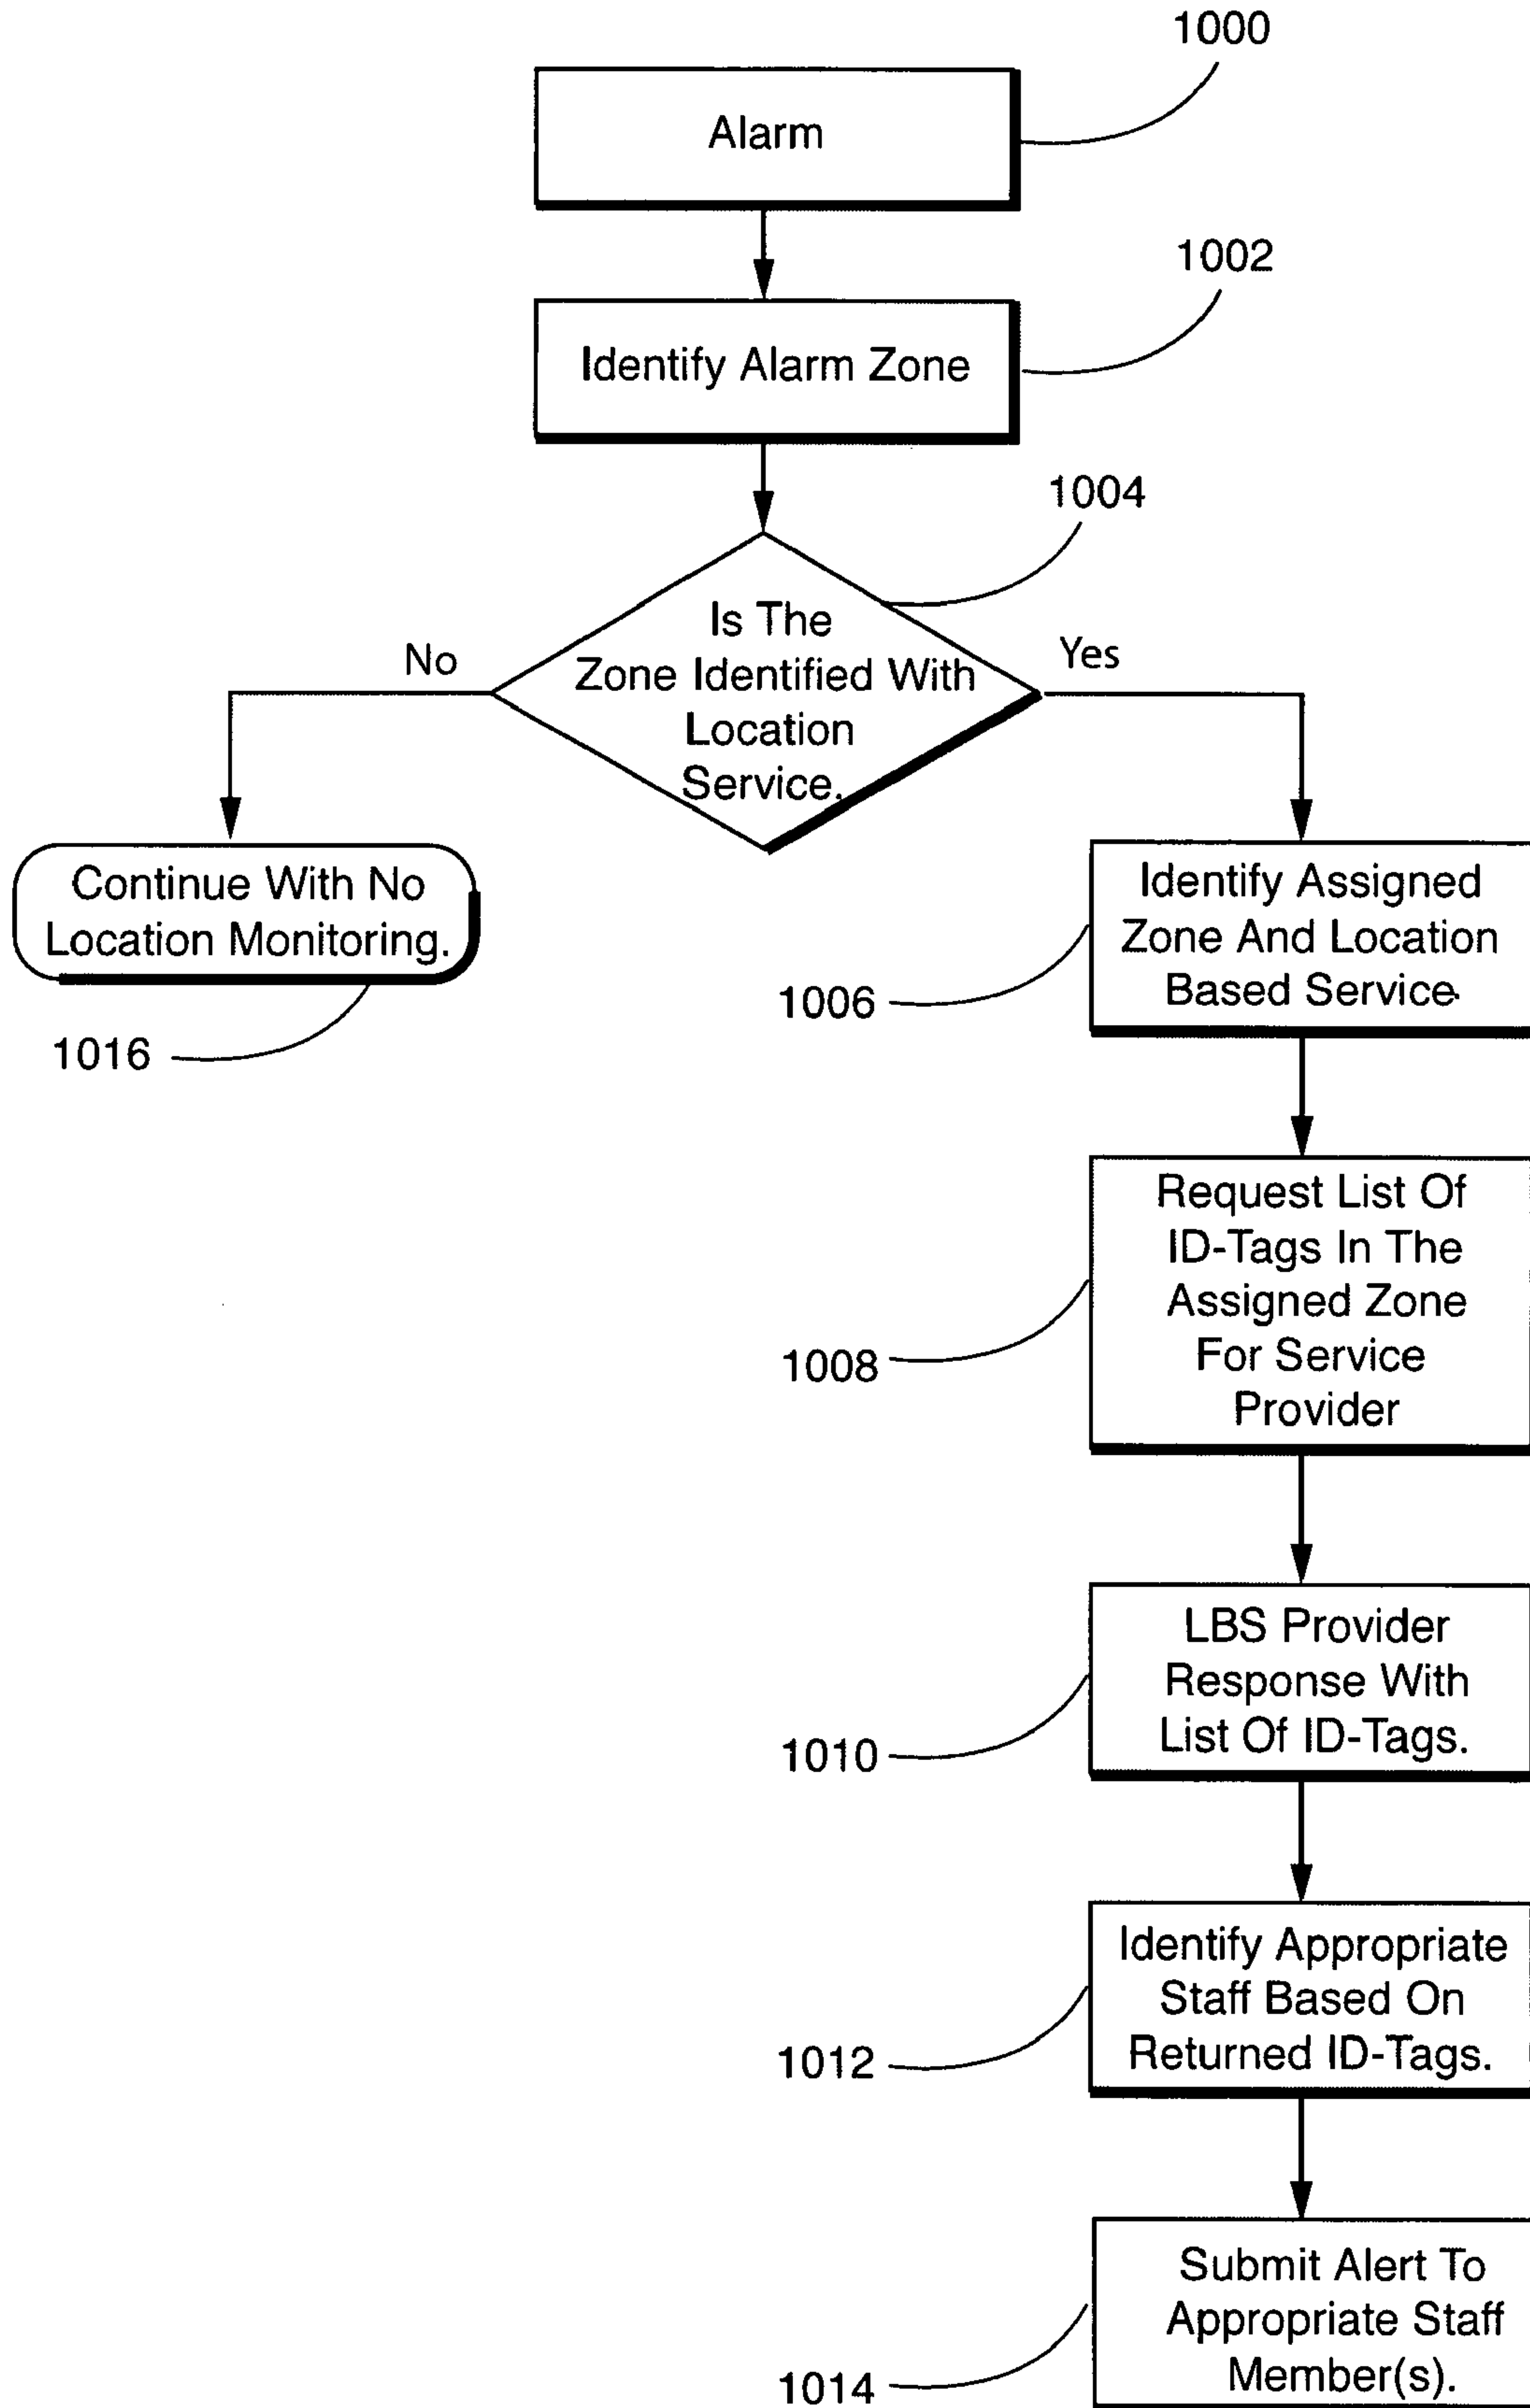 1000
Alarm
1002
Identify Alarm Zone
1004
Is The
Zone Identified With
Location
Service.
No
Yes
Continue With No
Location Monitoring.
1016
Identify Assigned
Zone And Location
Based Service.
1006
Request List Of
ID-Tags In The
Assigned Zone
For Service
Provider
1008
LBS Provider
Response With
List Of ID-Tags.
1010
Identify Appropriate
Staff Based On
Returned ID-Tags.
1012
Submit Alert To
Appropriate Staff
Member(s).
1014